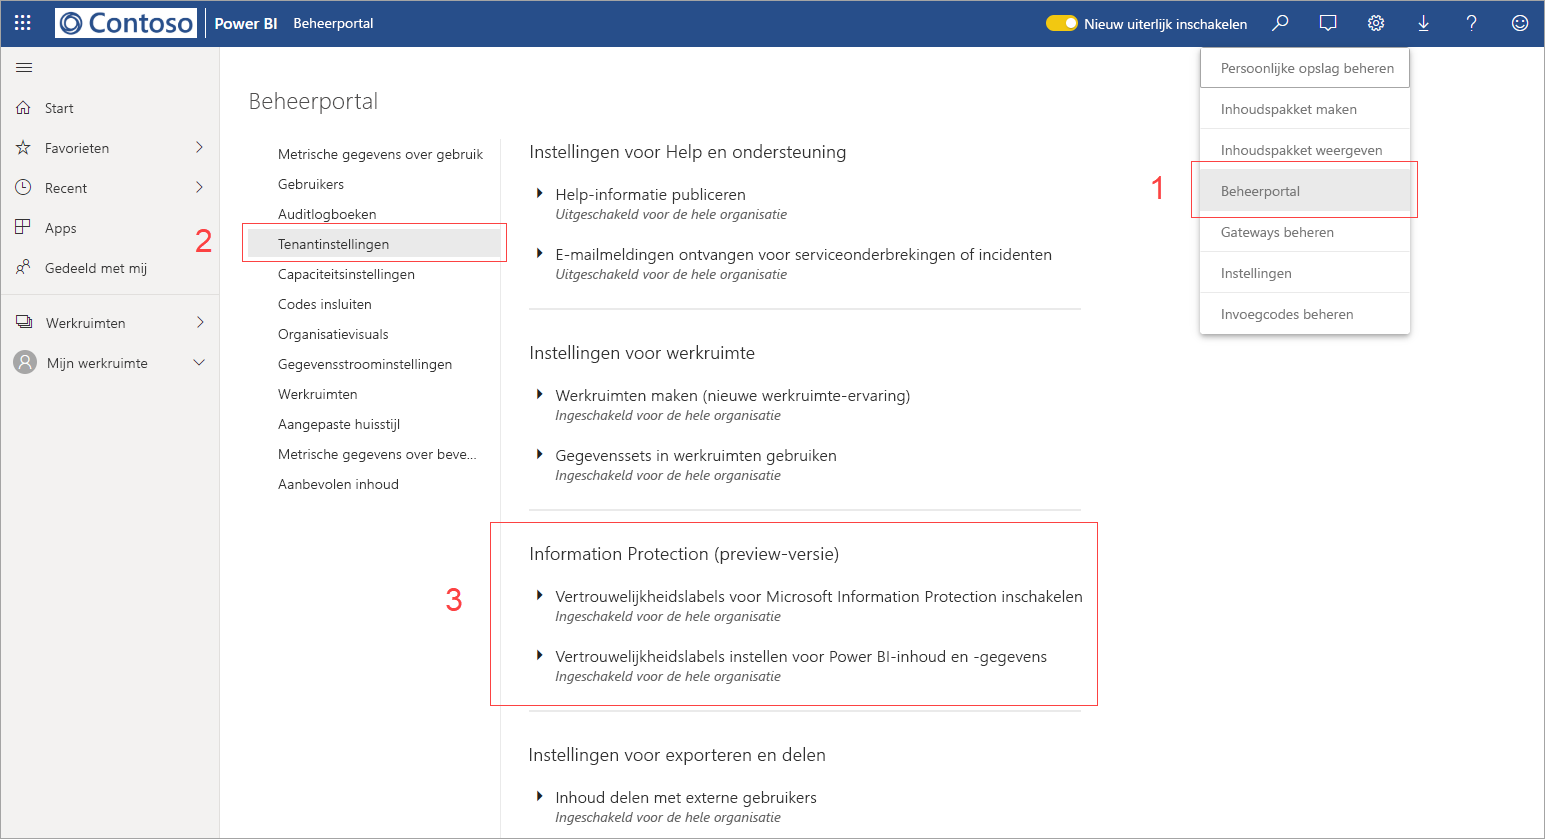 Contoso
Power BI
Beheerportal
Nieuw uiterlijk inschakelen
Start
Favorieten
Recent
Apps
Gedeeld met mij
Werkruimten
Mijn werkruimte
Beheerportal
Metrische gegevens over gebruik
Gebruikers
Auditlogboeken
2
Tenantinstellingen
Capaciteitsinstellingen
Codes insluiten
Organisatievisuals
Gegevensstroominstellingen
Werkruimten
Aangepaste huisstijl
Metrische gegevens over beve...
Aanbevolen inhoud
Instellingen voor Help en ondersteuning
Help-informatie publiceren
Uitgeschakeld voor de hele organisatie
E-mailmeldingen ontvangen voor serviceonderbrekingen of incidenten
Uitgeschakeld voor de hele organisatie
Instellingen voor werkruimte
Werkruimten maken (nieuwe werkruimte-ervaring)
Ingeschakeld voor de hele organisatie
Gegevenssets in werkruimten gebruiken
Ingeschakeld voor de hele organisatie
3
Information Protection (preview-versie)
Vertrouwelijkheidslabels voor Microsoft Information Protection inschakelen
Ingeschakeld voor de hele organisatie
Vertrouwelijkheidslabels instellen voor Power BI-inhoud en -gegevens
Ingeschakeld voor de hele organisatie
Instellingen voor exporteren en delen
Inhoud delen met externe gebruikers
Ingeschakeld voor de hele organisatie
Persoonlijke opslag beheren
Inhoudspakket maken
Inhoudspakket weergeven
1
Beheerportal
Gateways beheren
Instellingen
Invoegcodes beheren